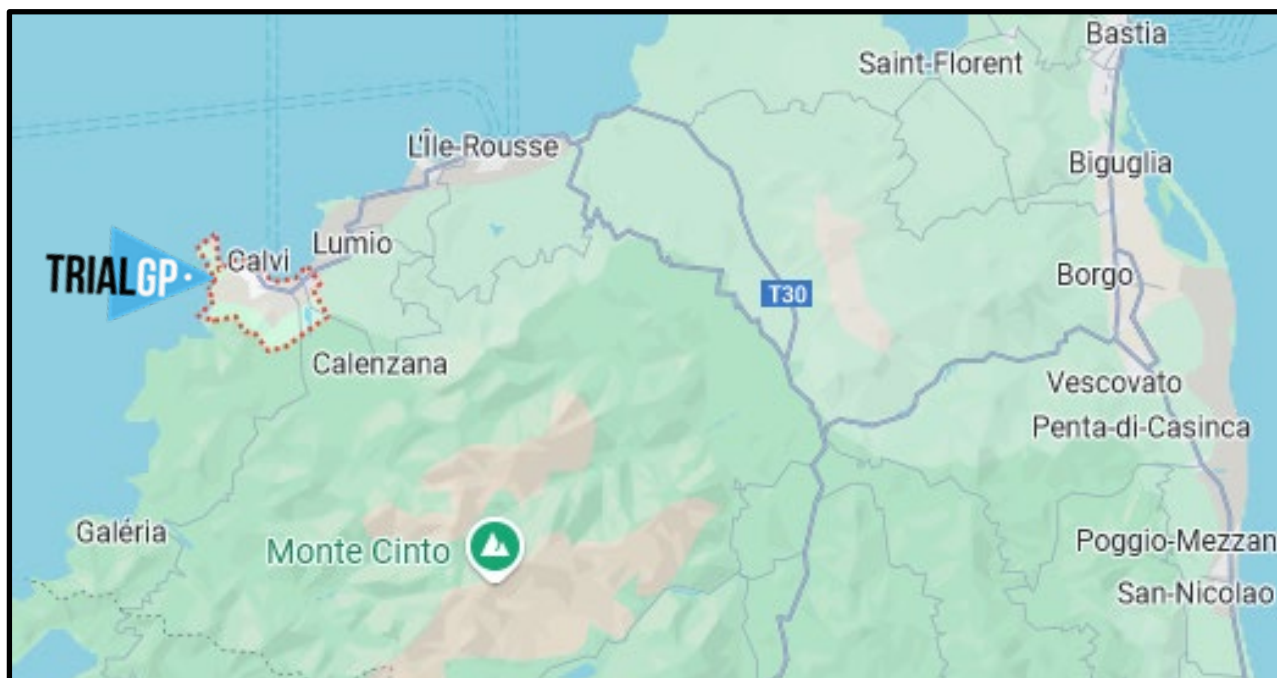 Bastia
Saint-Florent
L'Île-Rousse
Biguglia
Lumio
Calvi
TRIALGP
Borgo
T30
Calenzana
Vescovato
Penta-di-Casinca
Galéria
Monte Cinto
Poggio-Mezzan
San-Nicolao